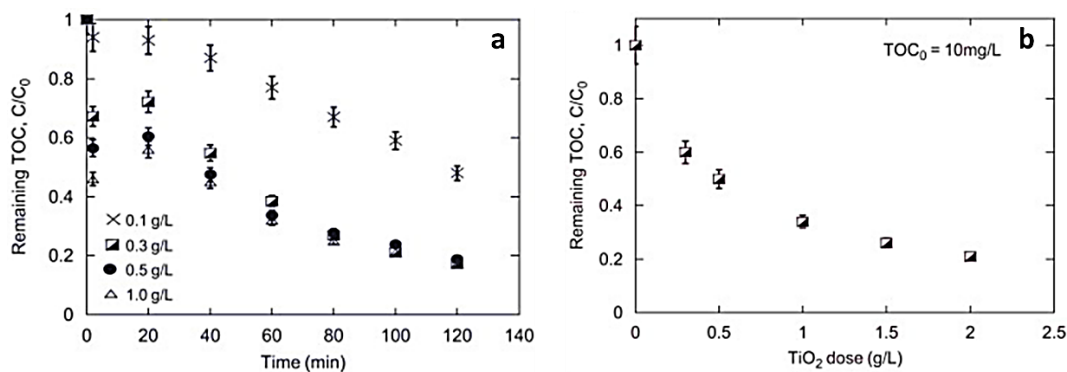 a
Remaining TOC, C/C0
1
0.8
0.6
0.4
0.2
0
0.1 g/L
0.3 g/L
0.5 g/L
1.0 g/L
0 20 40 60 80 100 120 140
Time (min)
b
TOC0 = 10mg/L
Remaining TOC, C/C0
1
0.8
0.6
0.4
0.2
0
0 0.5 1 1.5 2 2.5
TiO2 dose (g/L)